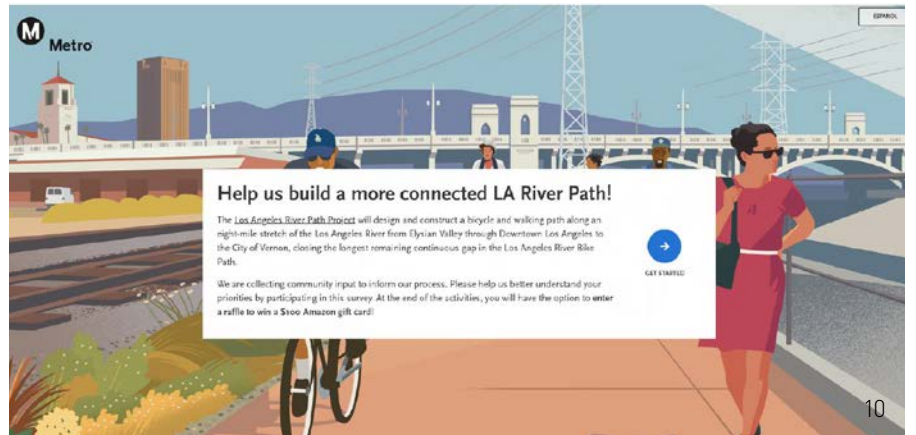 M
Metro
ESPAÑOL
Help us build a more connected LA River Path!
The Los Angeles River Path Project will design and construct a bicycle and walking path along an
eight-mile stretch of the Los Angeles River from Elysian Valley through Downtown Los Angeles to
the City of Vernon, closing the longest remaining continuous gap in the Los Angeles River Bike
Path.
We are collecting community input to inform our process. Please help us better understand your
priorities by participating in this survey. At the end of the activities, you will have the option to enter
a raffle to win a $100 Amazon gift card!
GET STARTED
10